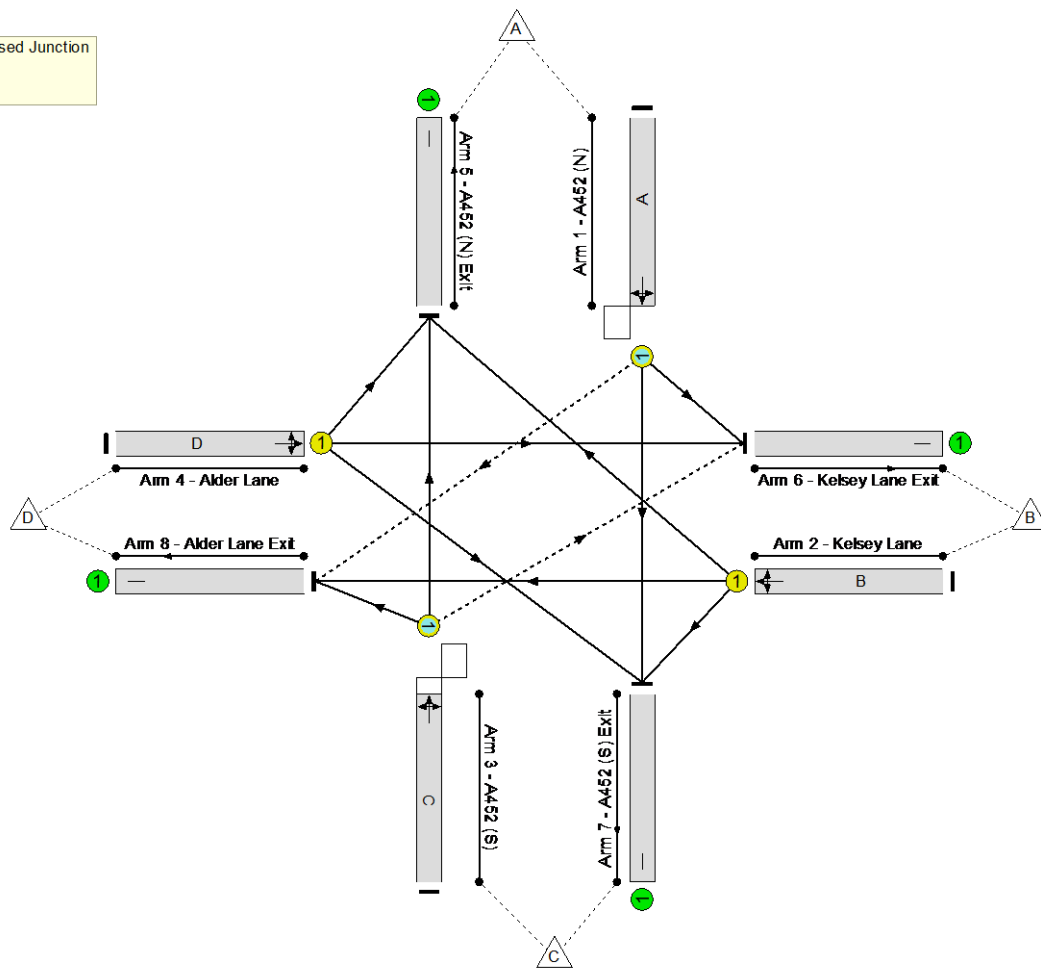 A
sed Junction
1
Arm 5 - A452 (N) Exit
Arm 1 - A452 (N)
A
1
D
1
1
Arm 4 - Alder Lane
Arm 6 - Kelsey Lane Exit
D
B
Arm 8 - Alder Lane Exit
Arm 2 - Kelsey Lane
1
1
B
1
C
Arm 3 - A452 (S)
Arm 7 - A452 (S) Exit
1
C